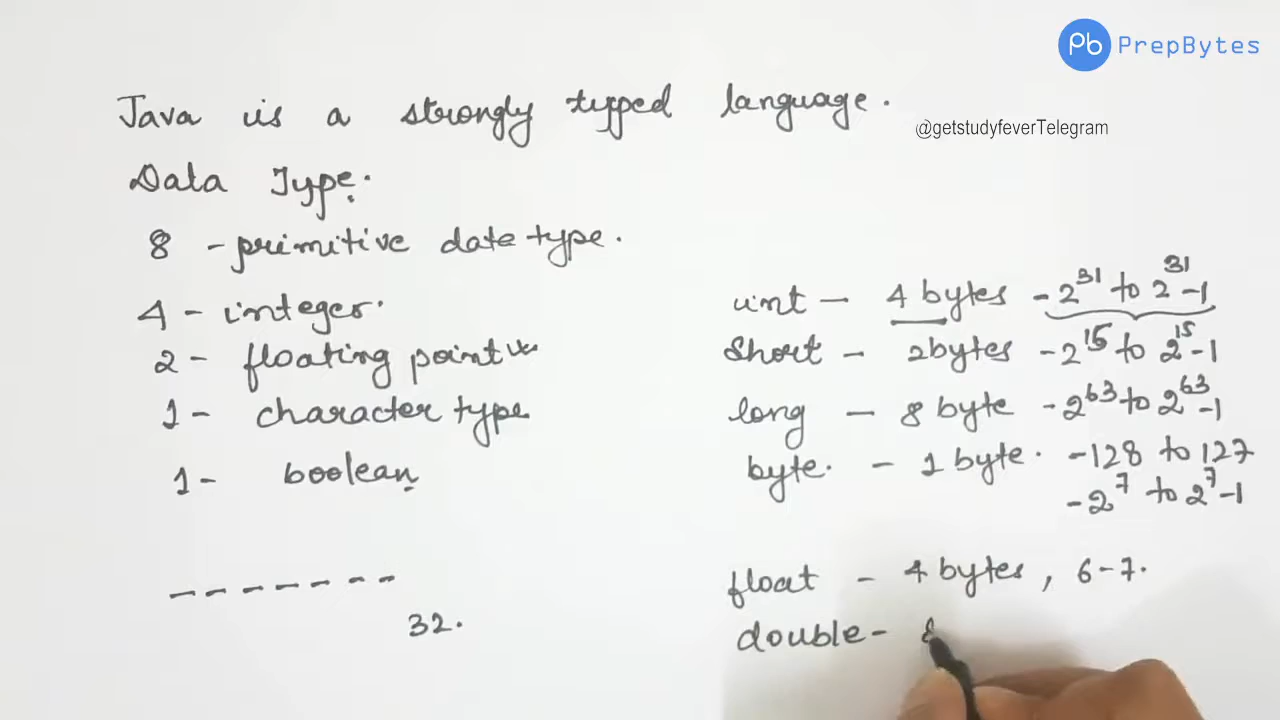 Pb PrepBytes
Java is a strongly typed language.
@getstudyfeverTelegram
Data Type.
8 - primitive date type.
4 - integer.
2 - floating point
1 - character type
1 - boolean
- - - - - - - -
32.
int - 4 bytes -2^31 to 2^31-1
Short - 2bytes -2^15 to 2^15-1
long - 8 byte -2^63 to 2^63-1
byte. - 1 byte. -128 to 127
-2^7 to 2^7-1
float - 4 bytes, 6-7.
double - 8